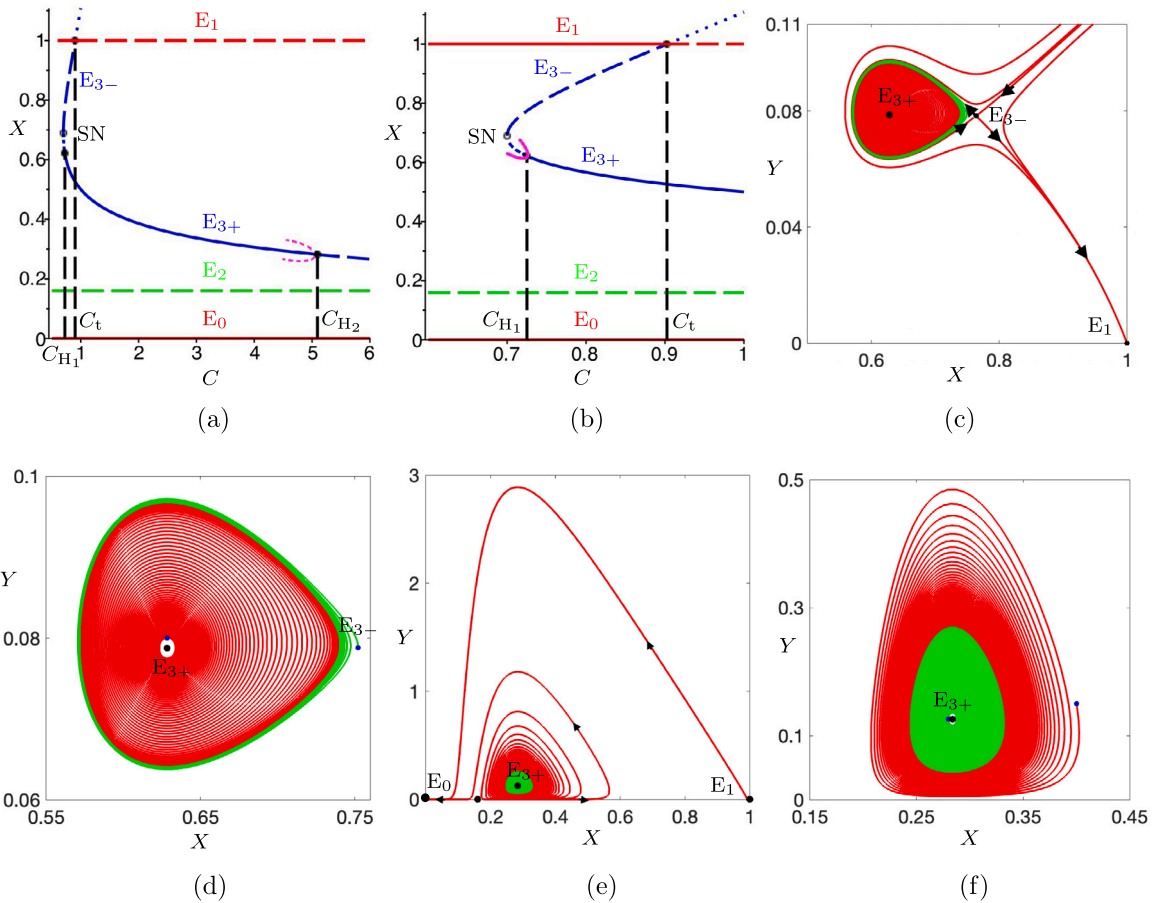 E1
1
E3−
0.8
X
SN
0.6
0.4
E3+
E2
0.2
E0
Ct
CH2
0
CH1
1
2
3
4
5
6
C
(a)
E1
1
E3−
0.8
X
SN
0.6
E3+
0.4
E2
0.2
CH1
E0
Ct
0
0.7
0.8
0.9
1
C
(b)
0.11
E3+
E3−
Y
0.04
E1
0
0.6
0.8
1
X
(c)
0.1
Y
E3−
0.08
E3+
0.06
0.55
0.65
0.75
X
(d)
3
2
Y
1
E0
E3+
E1
0
0.2
0.4
0.6
0.8
1
X
(e)
0.5
0.3
Y
E3+
0.1
0
0.15
0.25
0.35
0.45
X
(f)